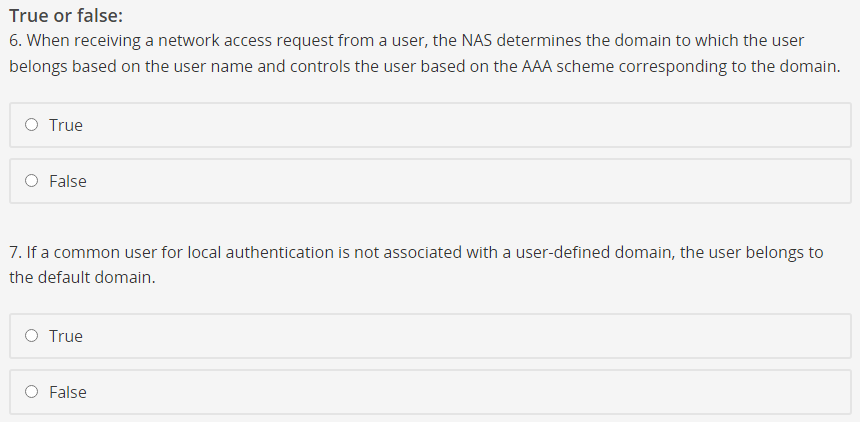 True or false:
6. When receiving a network access request from a user, the NAS determines the domain to which the user
belongs based on the user name and controls the user based on the AAA scheme corresponding to the domain.
True
False
7. If a common user for local authentication is not associated with a user-defined domain, the user belongs to
the default domain.
True
False